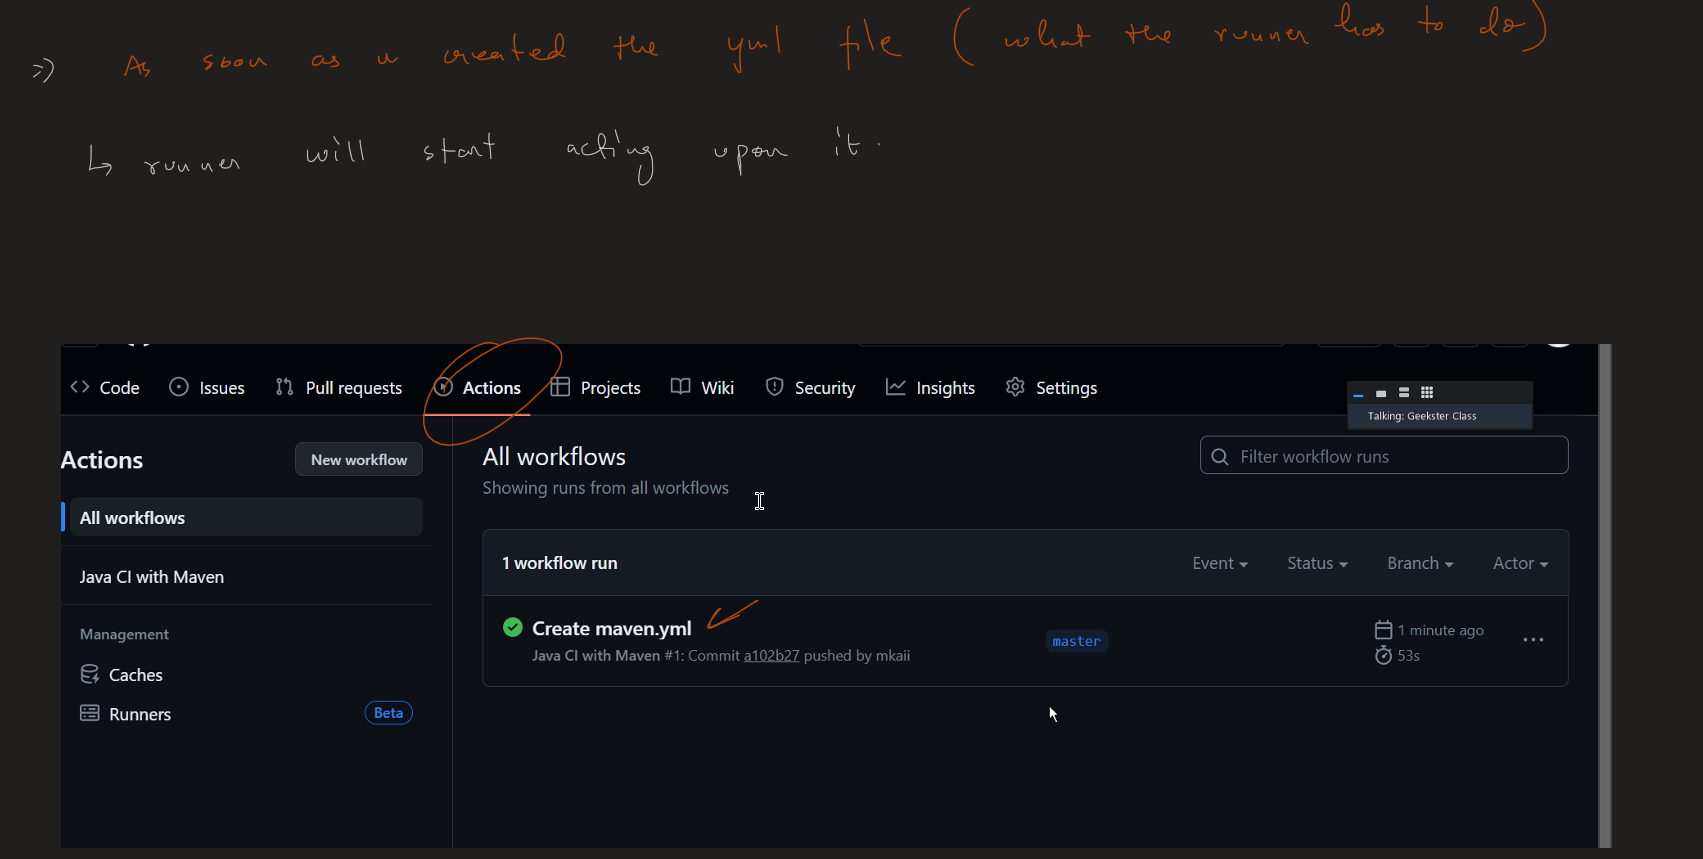 => As soon as u created the yml file (what the runner has to do)
↳ runner will start acting upon it.
Code Issues Pull requests Actions Projects Wiki Security Insights Settings
Talking: Geekster Class
Actions New workflow
All workflows
Java CI with Maven
Management
Caches
Runners Beta
All workflows
Showing runs from all workflows
Filter workflow runs
1 workflow run Event Status Branch Actor
Create maven.yml
Java CI with Maven #1: Commit a102b27 pushed by mkaii
master
1 minute ago
53s